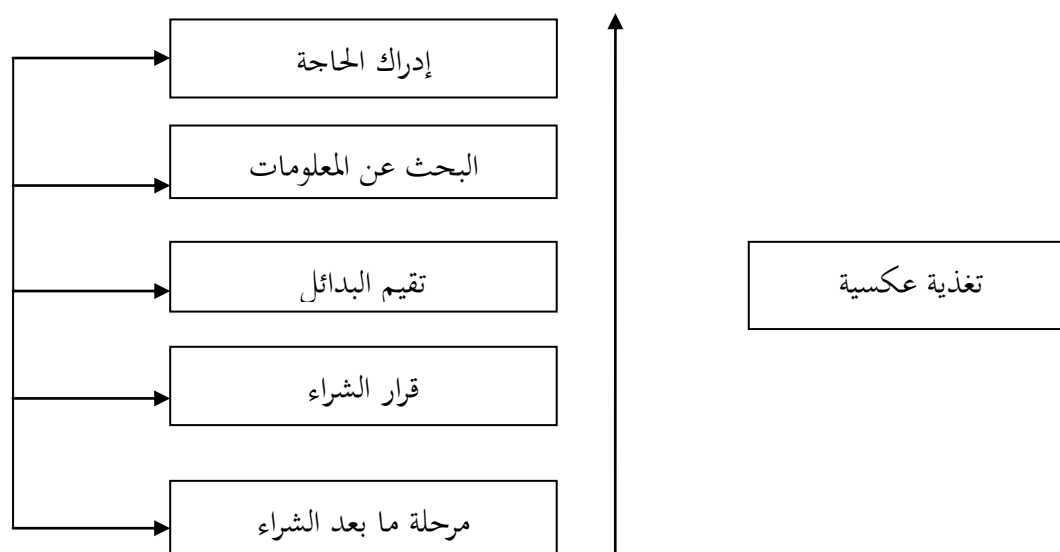 إدراك الحاجة
البحث عن المعلومات
تقيم البدائل
تغذية عكسية
قرار الشراء
مرحلة ما بعد الشراء